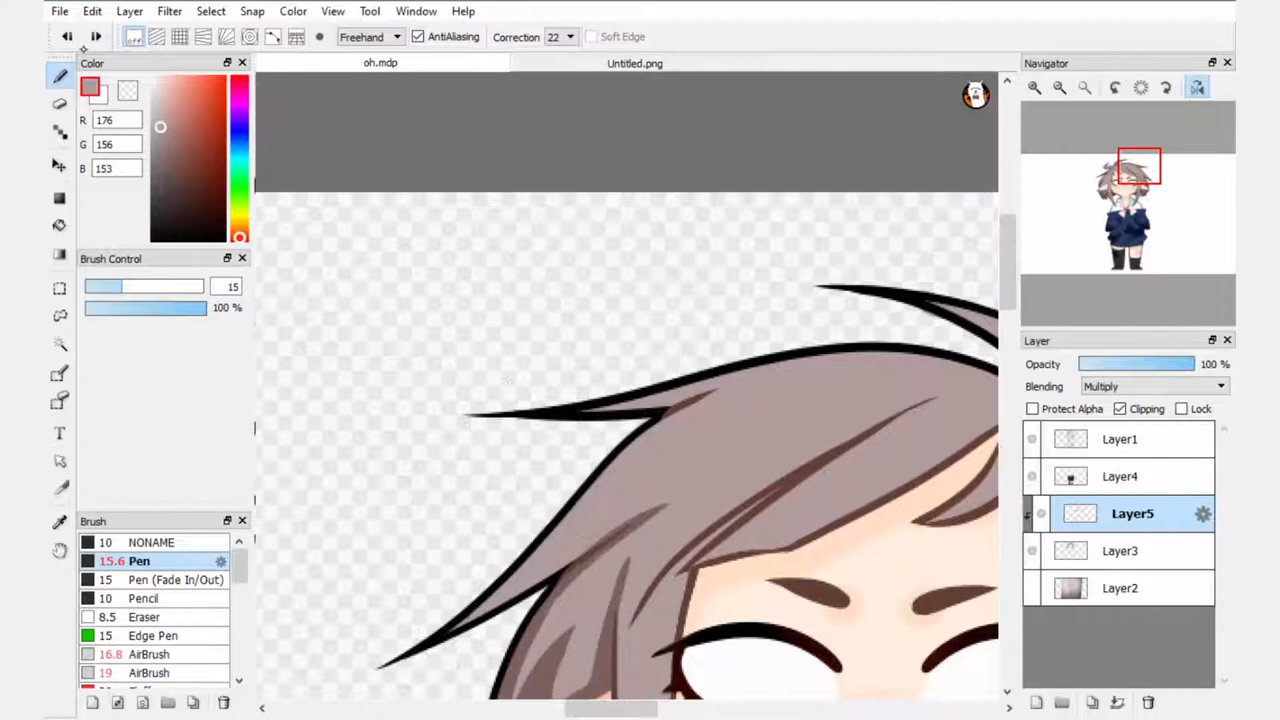 File Edit Layer Filter Select Snap Color View Tool Window Help
off Freehand AntiAliasing Correction 22 Soft Edge
Color oh.mdp Untitled.png Navigator
R 176
G 156
B 153
Brush Control
15
100 %
Layer
Opacity 100 %
Blending Multiply
Protect Alpha Clipping Lock
Layer1
Layer4
Layer5
Layer3
Layer2
Brush
10 NONAME
15.6 Pen
15 Pen (Fade In/Out)
10 Pencil
8.5 Eraser
15 Edge Pen
16.8 AirBrush
19 AirBrush